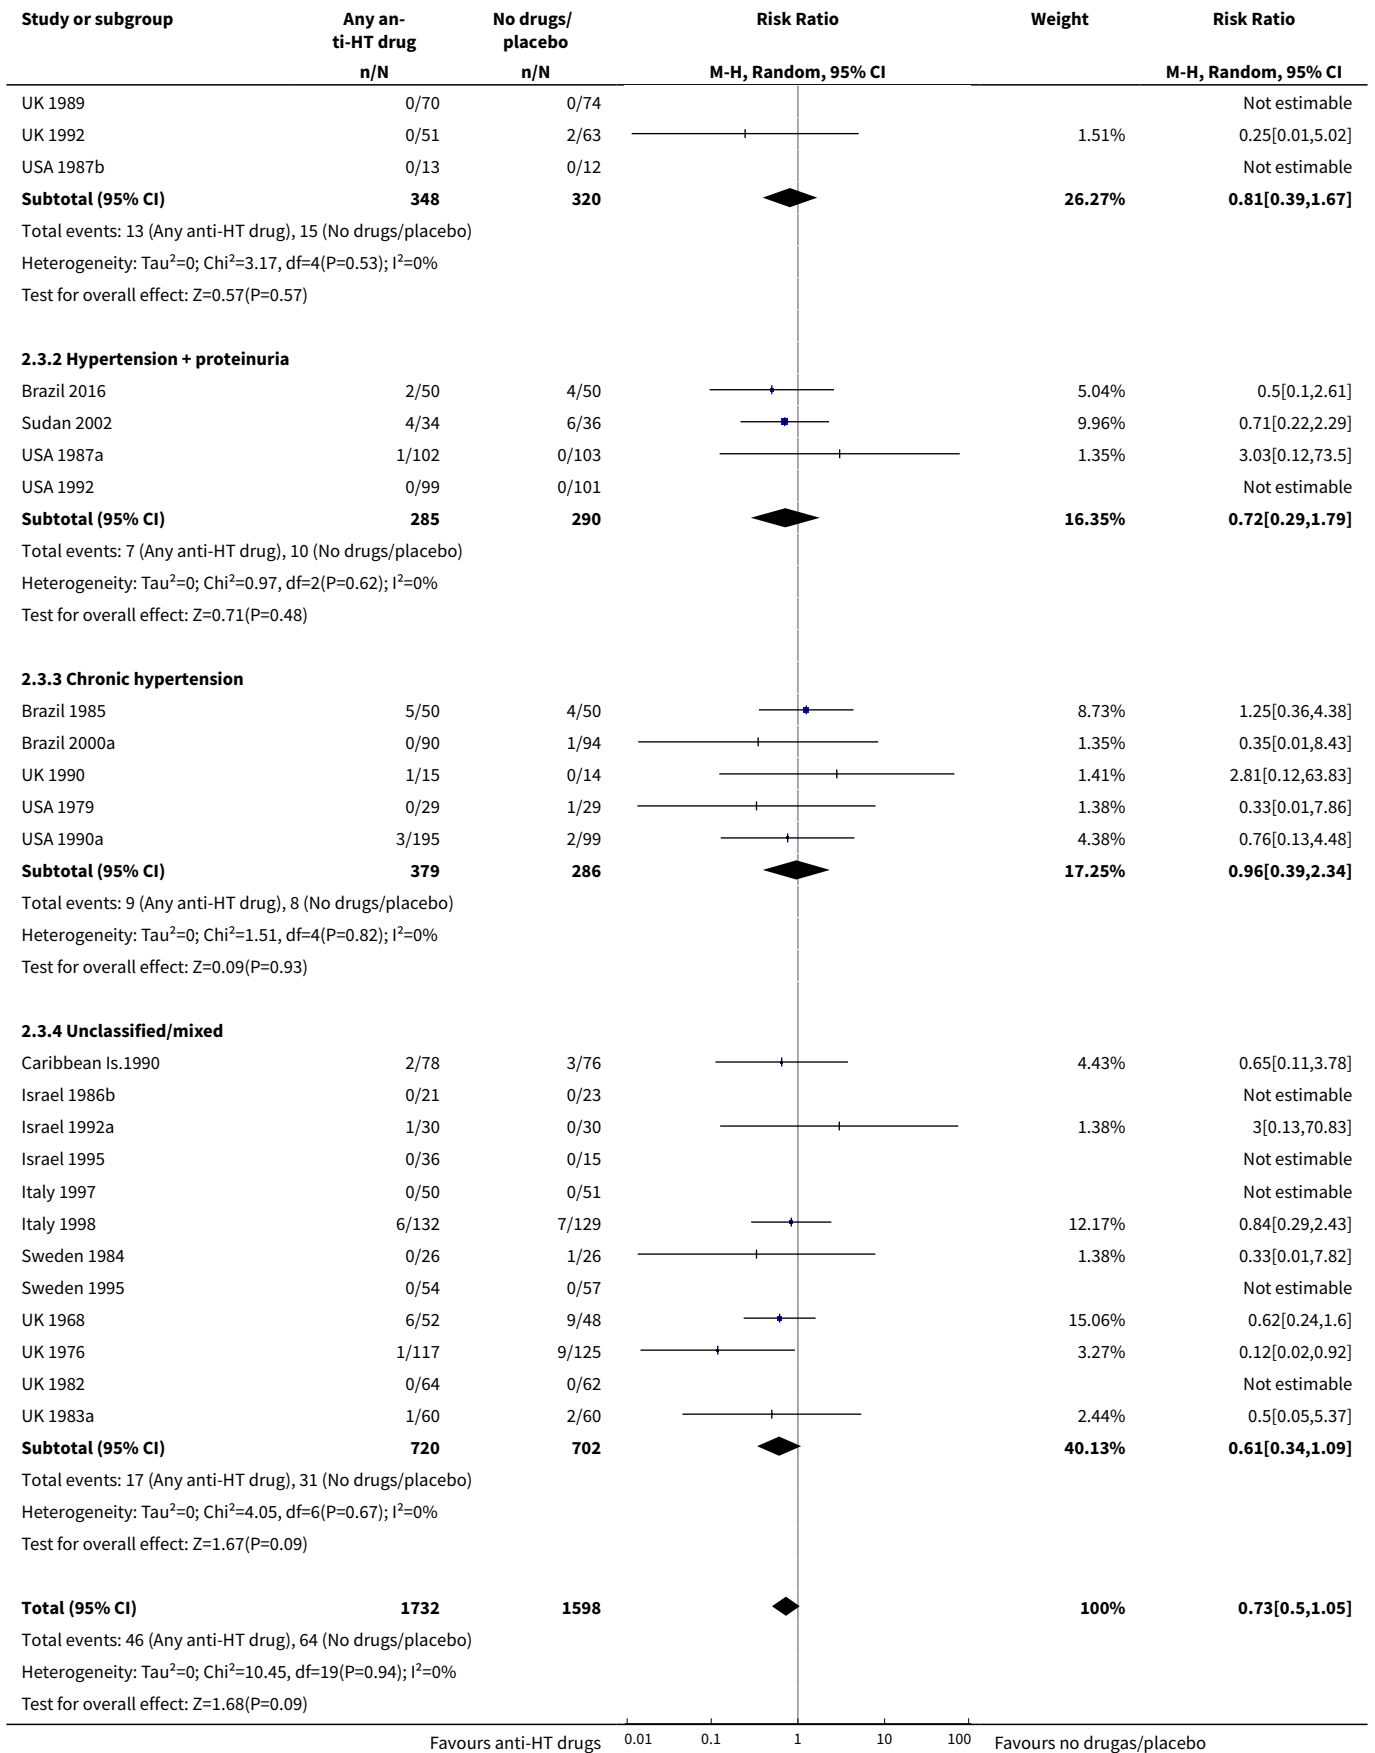 Study or subgroup Any an- No drugs/ Risk Ratio Weight Risk Ratio
ti-HT drug placebo
n/N n/N M-H, Random, 95% CI M-H, Random, 95% CI
UK 1989 0/70 0/74 Not estimable
UK 1992 0/51 2/63 1.51% 0.25[0.01,5.02]
USA 1987b 0/13 0/12 Not estimable
Subtotal (95% CI) 348 320 26.27% 0.81[0.39,1.67]
Total events: 13 (Any anti-HT drug), 15 (No drugs/placebo)
Heterogeneity: Tau²=0; Chi²=3.17, df=4(P=0.53); I²=0%
Test for overall effect: Z=0.57(P=0.57)
2.3.2 Hypertension + proteinuria
Brazil 2016 2/50 4/50 5.04% 0.5[0.1,2.61]
Sudan 2002 4/34 6/36 9.96% 0.71[0.22,2.29]
USA 1987a 1/102 0/103 1.35% 3.03[0.12,73.5]
USA 1992 0/99 0/101 Not estimable
Subtotal (95% CI) 285 290 16.35% 0.72[0.29,1.79]
Total events: 7 (Any anti-HT drug), 10 (No drugs/placebo)
Heterogeneity: Tau²=0; Chi²=0.97, df=2(P=0.62); I²=0%
Test for overall effect: Z=0.71(P=0.48)
2.3.3 Chronic hypertension
Brazil 1985 5/50 4/50 8.73% 1.25[0.36,4.38]
Brazil 2000a 0/90 1/94 1.35% 0.35[0.01,8.43]
UK 1990 1/15 0/14 1.41% 2.81[0.12,63.83]
USA 1979 0/29 1/29 1.38% 0.33[0.01,7.86]
USA 1990a 3/195 2/99 4.38% 0.76[0.13,4.48]
Subtotal (95% CI) 379 286 17.25% 0.96[0.39,2.34]
Total events: 9 (Any anti-HT drug), 8 (No drugs/placebo)
Heterogeneity: Tau²=0; Chi²=1.51, df=4(P=0.82); I²=0%
Test for overall effect: Z=0.09(P=0.93)
2.3.4 Unclassified/mixed
Caribbean Is.1990 2/78 3/76 4.43% 0.65[0.11,3.78]
Israel 1986b 0/21 0/23 Not estimable
Israel 1992a 1/30 0/30 1.38% 3[0.13,70.83]
Israel 1995 0/36 0/15 Not estimable
Italy 1997 0/50 0/51 Not estimable
Italy 1998 6/132 7/129 12.17% 0.84[0.29,2.43]
Sweden 1984 0/26 1/26 1.38% 0.33[0.01,7.82]
Sweden 1995 0/54 0/57 Not estimable
UK 1968 6/52 9/48 15.06% 0.62[0.24,1.6]
UK 1976 1/117 9/125 3.27% 0.12[0.02,0.92]
UK 1982 0/64 0/62 Not estimable
UK 1983a 1/60 2/60 2.44% 0.5[0.05,5.37]
Subtotal (95% CI) 720 702 40.13% 0.61[0.34,1.09]
Total events: 17 (Any anti-HT drug), 31 (No drugs/placebo)
Heterogeneity: Tau²=0; Chi²=4.05, df=6(P=0.67); I²=0%
Test for overall effect: Z=1.67(P=0.09)
Total (95% CI) 1732 1598 100% 0.73[0.5,1.05]
Total events: 46 (Any anti-HT drug), 64 (No drugs/placebo)
Heterogeneity: Tau²=0; Chi²=10.45, df=19(P=0.94); I²=0%
Test for overall effect: Z=1.68(P=0.09)
Favours anti-HT drugs 0.01 0.1 1 10 100 Favours no drugas/placebo